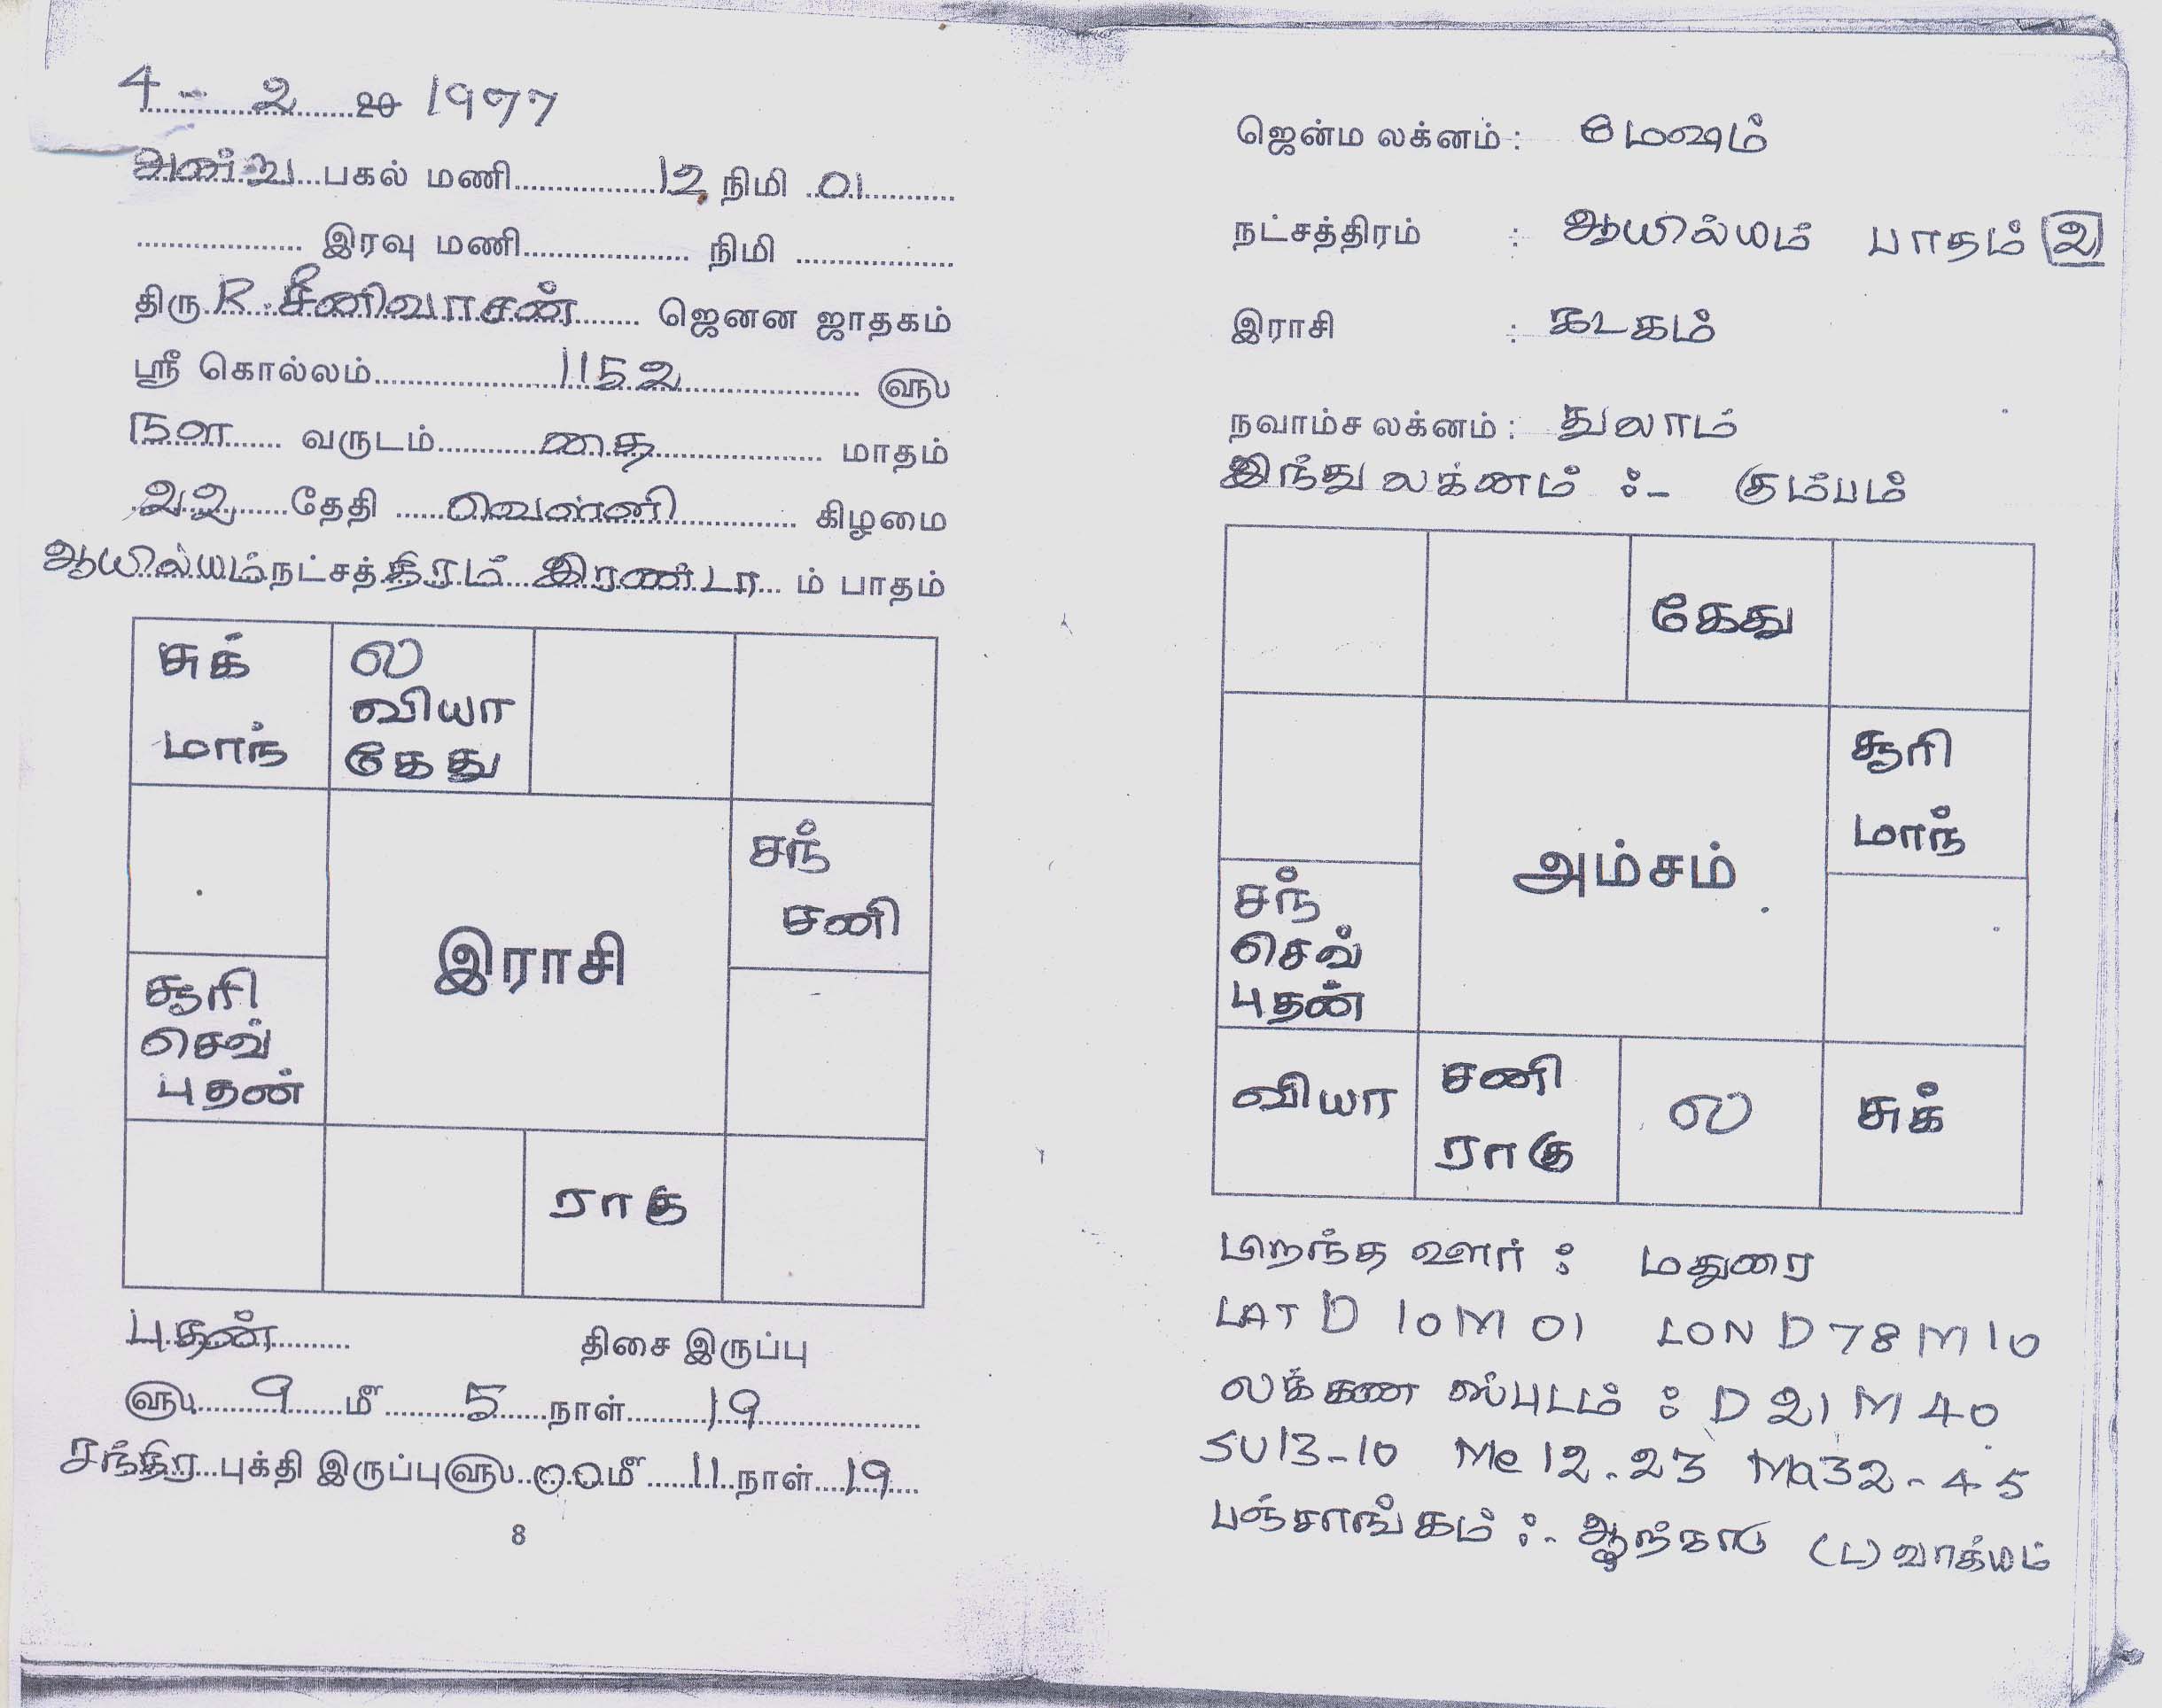 4 - 2 ௳ 1977
அன்று பகல் மணி 12 நிமி 01
இரவு மணி நிமி
திரு R. சீனிவாசன் ஜெனன ஜாதகம்
ஸ்ரீ கொல்லம் 1152 ௵
நள வருடம் தை மாதம்
22 தேதி வெள்ளி கிழமை
ஆயில்யம் நட்சத்திரம் இரண்டா ம் பாதம்
சுக்
மாந்
ல
வியா
கேது
சந்
சனி
இராசி
சூரி
செவ்
புதன்
ராகு
புதன் திசை இருப்பு
௵ 9 மீ 5 நாள் 19
சந்திர புக்தி இருப்பு ௵ 00 மீ 11 நாள் 19
8
ஜென்ம லக்னம் : மேஷம்
நட்சத்திரம் : ஆயில்யம் பாதம் 2
இராசி : கடகம்
நவாம்ச லக்னம் : துலாம்
இந்து லக்னம் :- கும்பம்
கேது
சூரி
மாந்
அம்சம்
சந்
செவ்
புதன்
வியா
சனி
ராகு
ல
சுக்
பிறந்த ஊர் : மதுரை
LAT D 10 M 01 LON D 78 M 10
லக்கண ஸ்புடம் : D 21 M 40
SU 13-10 Me 12-23 Ma 32-45
பஞ்சாங்கம் :- ஆற்காடு வாக்யம்